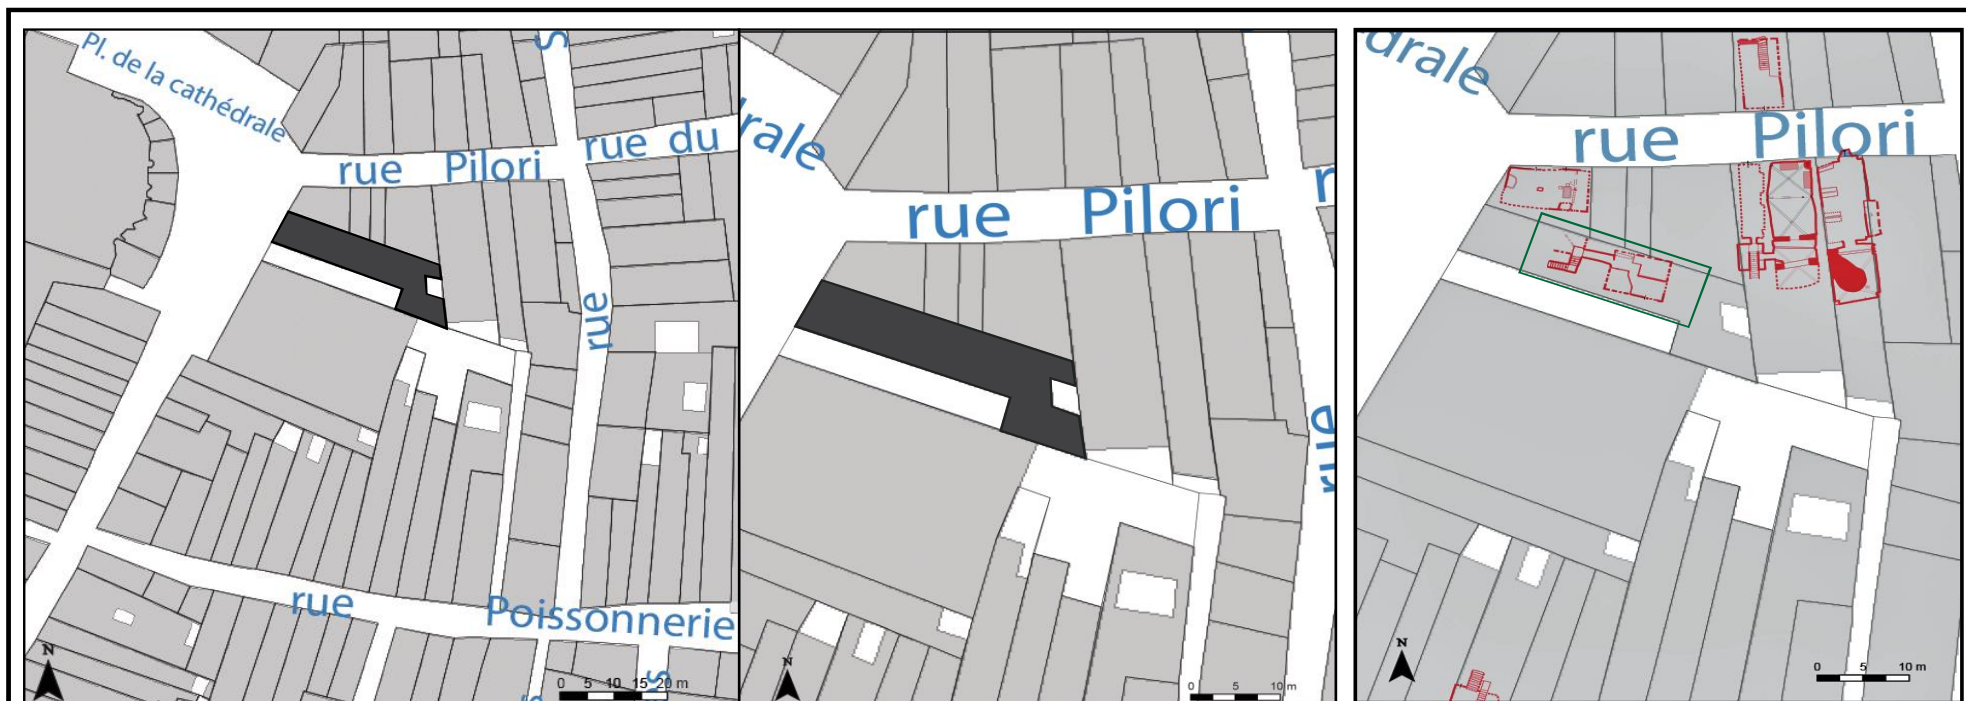 Pl. de la cathédrale
S
rue Pilori
rue du
rue
rue
Poissonnerie
N
0 5 10 15 20 m
drale
rue Pilori
rue
N
0 5 10 m
drale
rue Pilori
N
0 5 10 m